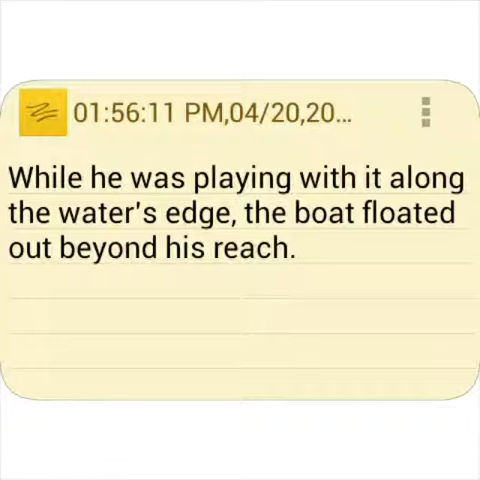 01:56:11 PM,04/20,20...
While he was playing with it along
the water's edge, the boat floated
out beyond his reach.